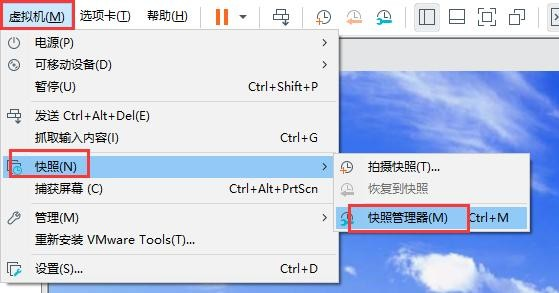 虚拟机(M) 选项卡(T) 帮助(H)
电源(P)
可移动设备(D)
暂停(U) Ctrl+Shift+P
发送 Ctrl+Alt+Del(E)
抓取输入内容(I) Ctrl+G
快照(N) 拍摄快照(T)...
捕获屏幕 (C) Ctrl+Alt+PrtScn 恢复到快照
管理(M) 快照管理器(M) Ctrl+M
重新安装 VMware Tools(T)...
设置(S)... Ctrl+D